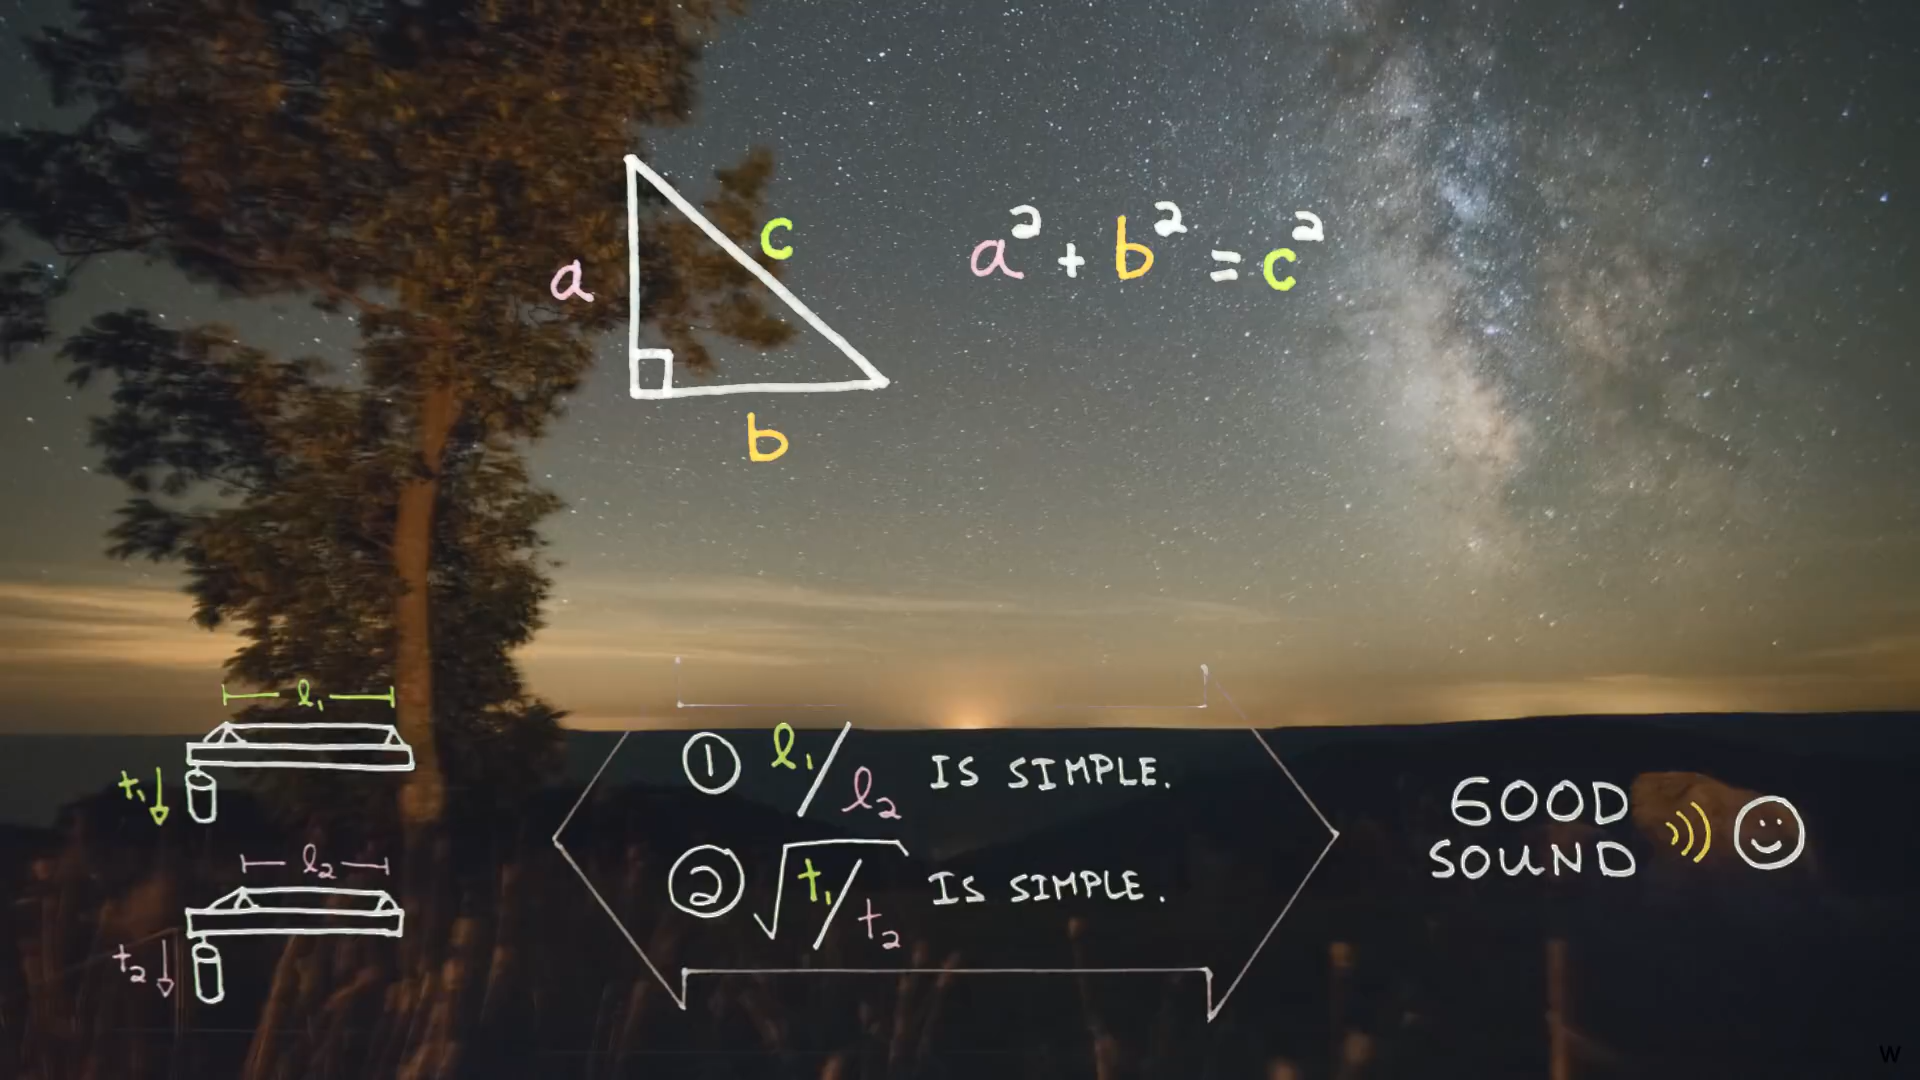 a
c
b
a² + b² = c²
l₁
t₁
l₂
t₂
① l₁/l₂ IS SIMPLE.
② √t₁/t₂ IS SIMPLE.
GOOD
SOUND
W